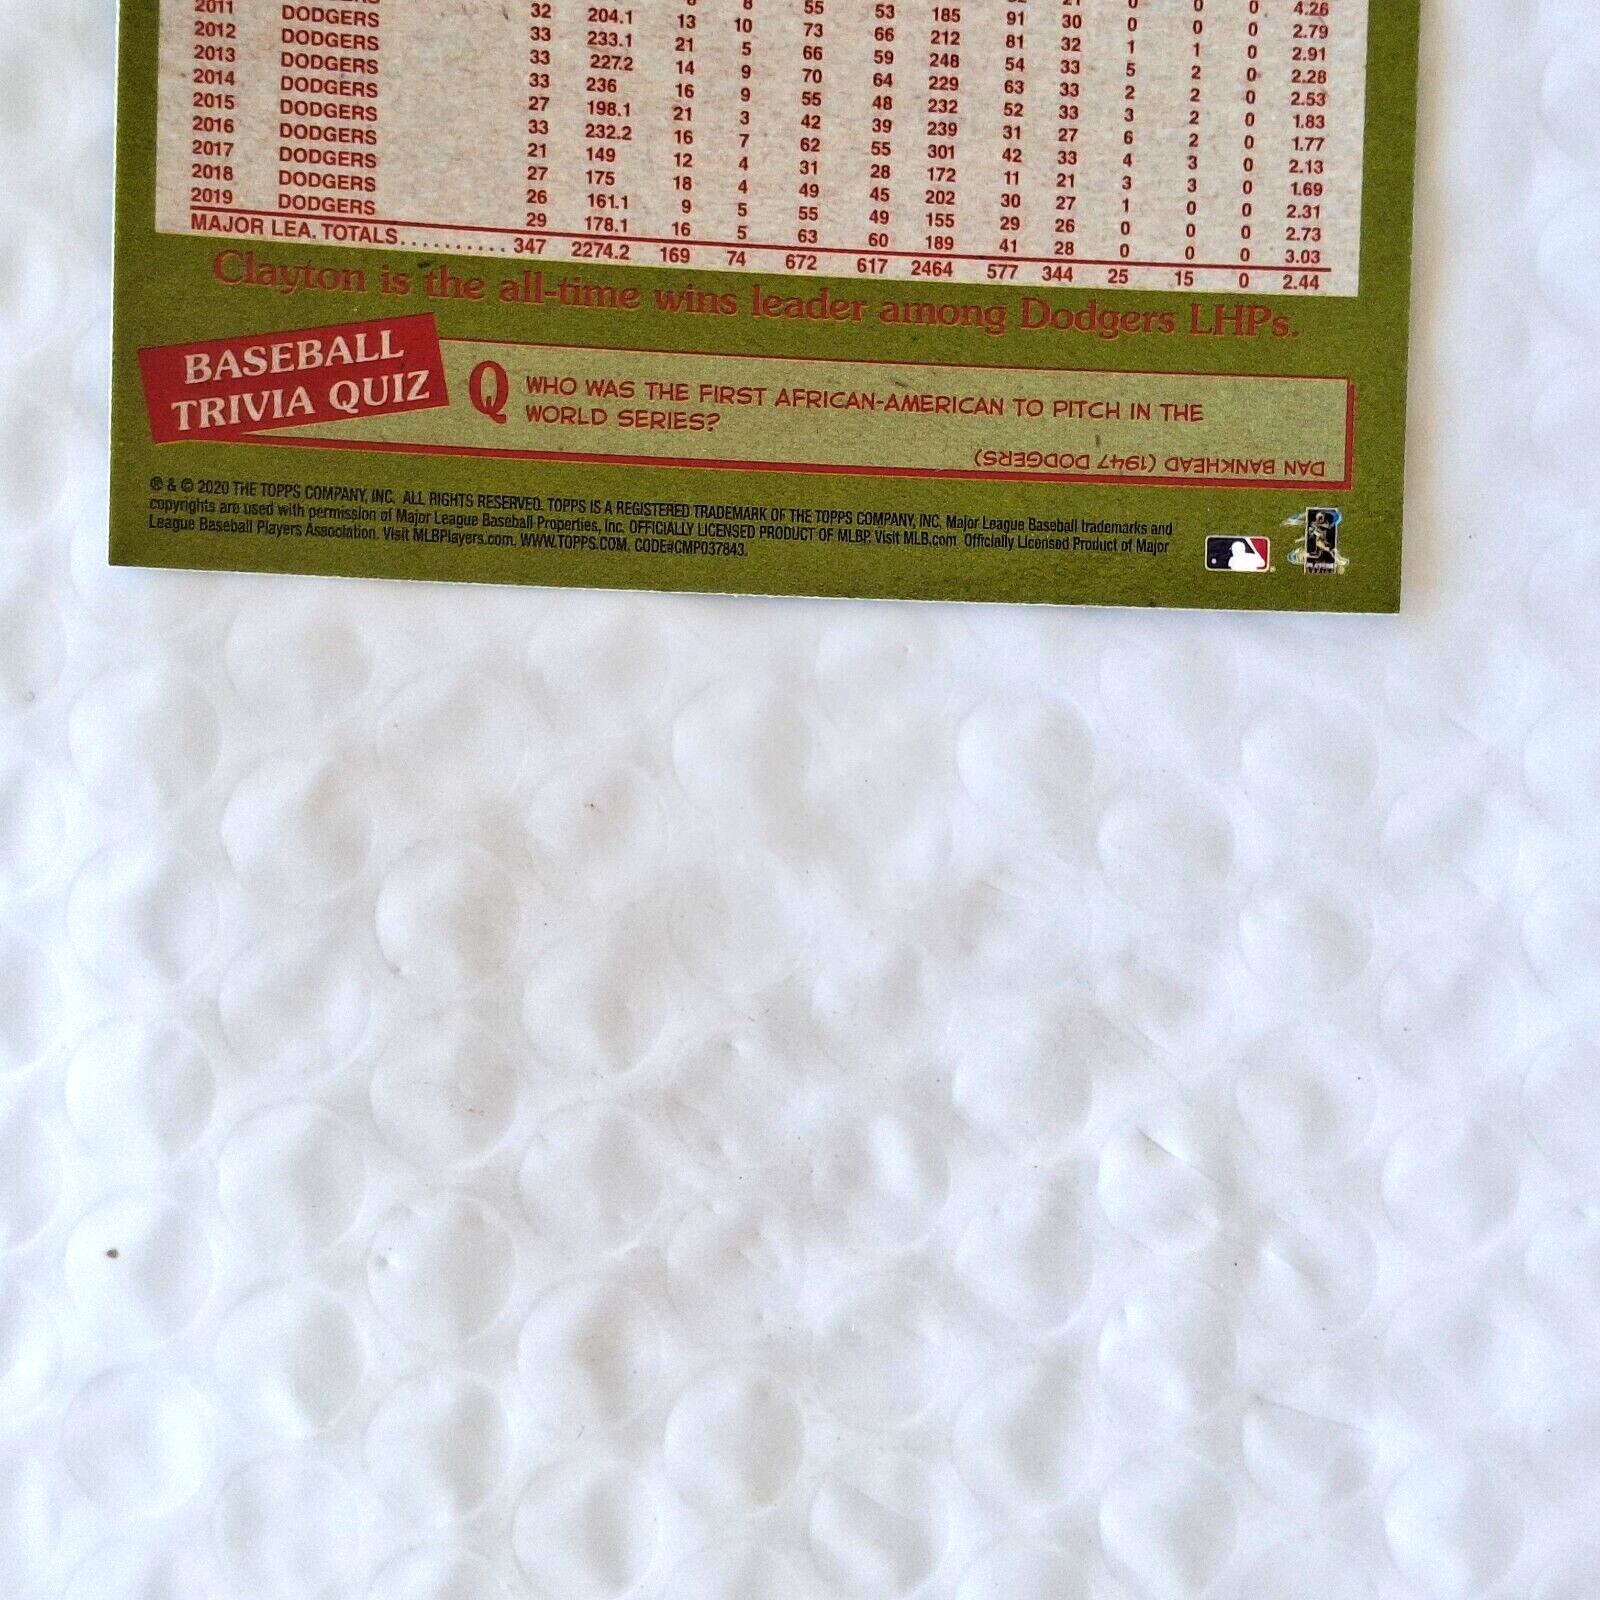 0 0 0 4.26
8 55 53 185 91 30 0 0 0 2.79
32 204.1 13 10 73 66 212 81 32 1 1 0 2.91
2011 DODGERS 33 233.1 21 5 66 59 248 54 33 5 2 0 2.28
2012 DODGERS 33 227.2 14 9 70 64 229 63 33 2 2 0 2.53
2013 DODGERS 33 236 16 9 55 48 232 52 33 3 2 0 1.83
2014 DODGERS 27 198.1 21 3 42 39 239 31 27 6 2 0 1.77
2015 DODGERS 33 232.2 16 7 62 55 301 42 33 4 3 0 2.13
2016 DODGERS 21 149 12 4 31 28 172 11 21 3 3 0 1.69
2017 DODGERS 27 175 18 4 49 45 202 30 27 1 0 0 2.31
2018 DODGERS 26 161.1 9 5 55 49 155 29 26 0 0 0 2.73
2019 DODGERS 29 178.1 16 5 63 60 189 41 28 0 0 0 3.03
MAJOR LEA. TOTALS.......... 347 2274.2 169 74 672 617 2464 577 344 25 15 0 2.44
Clayton is the all-time wins leader among Dodgers LHPs.
BASEBALL
TRIVIA QUIZ
Q WHO WAS THE FIRST AFRICAN-AMERICAN TO PITCH IN THE
WORLD SERIES?
DAN BANKHEAD (1947 DODGERS)
® & © 2020 THE TOPPS COMPANY, INC. ALL RIGHTS RESERVED. TOPPS IS A REGISTERED TRADEMARK OF THE TOPPS COMPANY, INC. Major League Baseball trademarks and
copyrights are used with permission of Major League Baseball Properties, Inc. OFFICIALLY LICENSED PRODUCT OF MLBP. Visit MLB.com. Officially Licensed Product of Major
League Baseball Players Association. Visit MLBPlayers.com. WWW.TOPPS.COM. CODE#CMP037843.